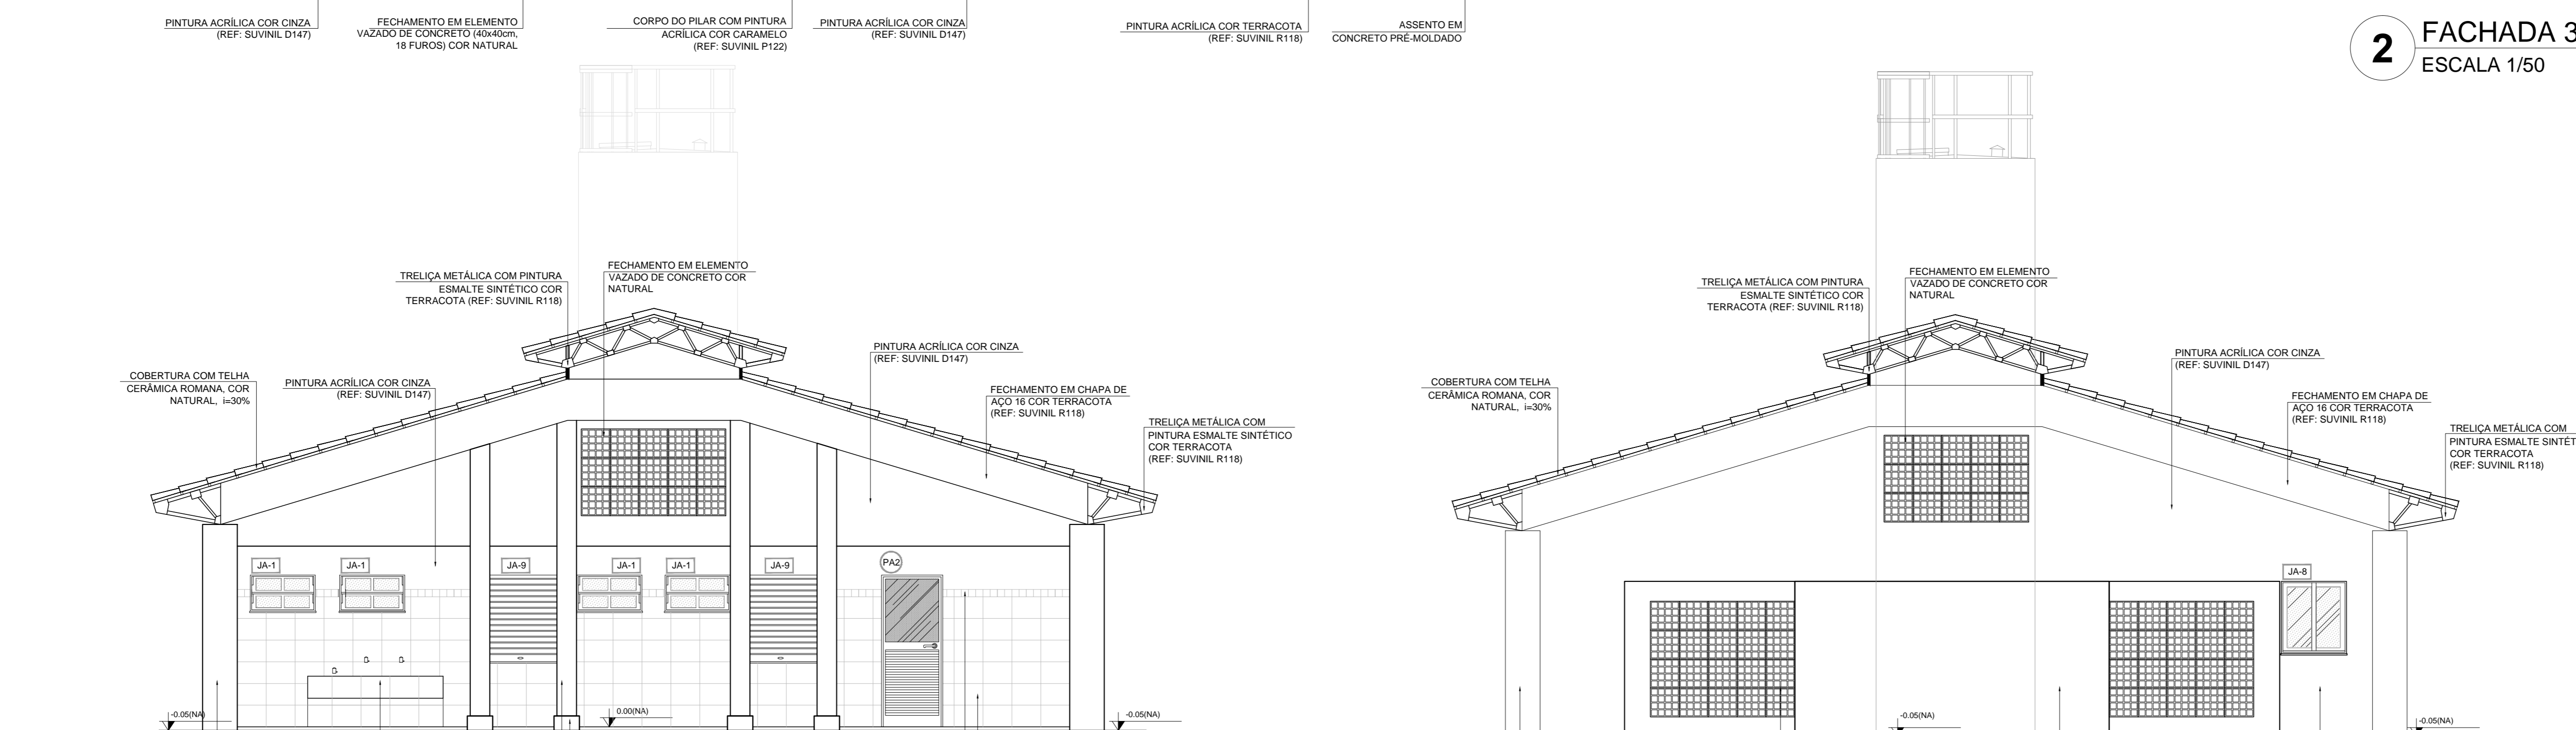 PINTURA ACRÍLICA COR CINZA
(REF: SUVINIL D147)
FECHAMENTO EM ELEMENTO
VAZADO DE CONCRETO (40x40cm,
18 FUROS) COR NATURAL
CORPO DO PILAR COM PINTURA
ACRÍLICA COR CARAMELO
(REF: SUVINIL P122)
PINTURA ACRÍLICA COR CINZA
(REF: SUVINIL D147)
PINTURA ACRÍLICA COR TERRACOTA
(REF: SUVINIL R118)
ASSENTO EM
CONCRETO PRÉ-MOLDADO
2
FACHADA 3
ESCALA 1/50
TRELIÇA METÁLICA COM PINTURA
ESMALTE SINTÉTICO COR
TERRACOTA (REF: SUVINIL R118)
FECHAMENTO EM ELEMENTO
VAZADO DE CONCRETO COR
NATURAL
PINTURA ACRÍLICA COR CINZA
(REF: SUVINIL D147)
COBERTURA COM TELHA
CERÂMICA ROMANA, COR
NATURAL, i=30%
PINTURA ACRÍLICA COR CINZA
(REF: SUVINIL D147)
FECHAMENTO EM CHAPA DE
AÇO 16 COR TERRACOTA
(REF: SUVINIL R118)
TRELIÇA METÁLICA COM
PINTURA ESMALTE SINTÉTICO
COR TERRACOTA
(REF: SUVINIL R118)
JA-1
JA-1
JA-9
JA-1
JA-1
JA-9
PA2
-0.05(NA)
0.00(NA)
-0.05(NA)
TRELIÇA METÁLICA COM PINTURA
ESMALTE SINTÉTICO COR
TERRACOTA (REF: SUVINIL R118)
FECHAMENTO EM ELEMENTO
VAZADO DE CONCRETO COR
NATURAL
PINTURA ACRÍLICA COR CINZA
(REF: SUVINIL D147)
COBERTURA COM TELHA
CERÂMICA ROMANA, COR
NATURAL, i=30%
FECHAMENTO EM CHAPA DE
AÇO 16 COR TERRACOTA
(REF: SUVINIL R118)
TRELIÇA METÁLICA COM
PINTURA ESMALTE SINTÉT
COR TERRACOTA
(REF: SUVINIL R118)
JA-8
-0.05(NA)
-0.05(NA)